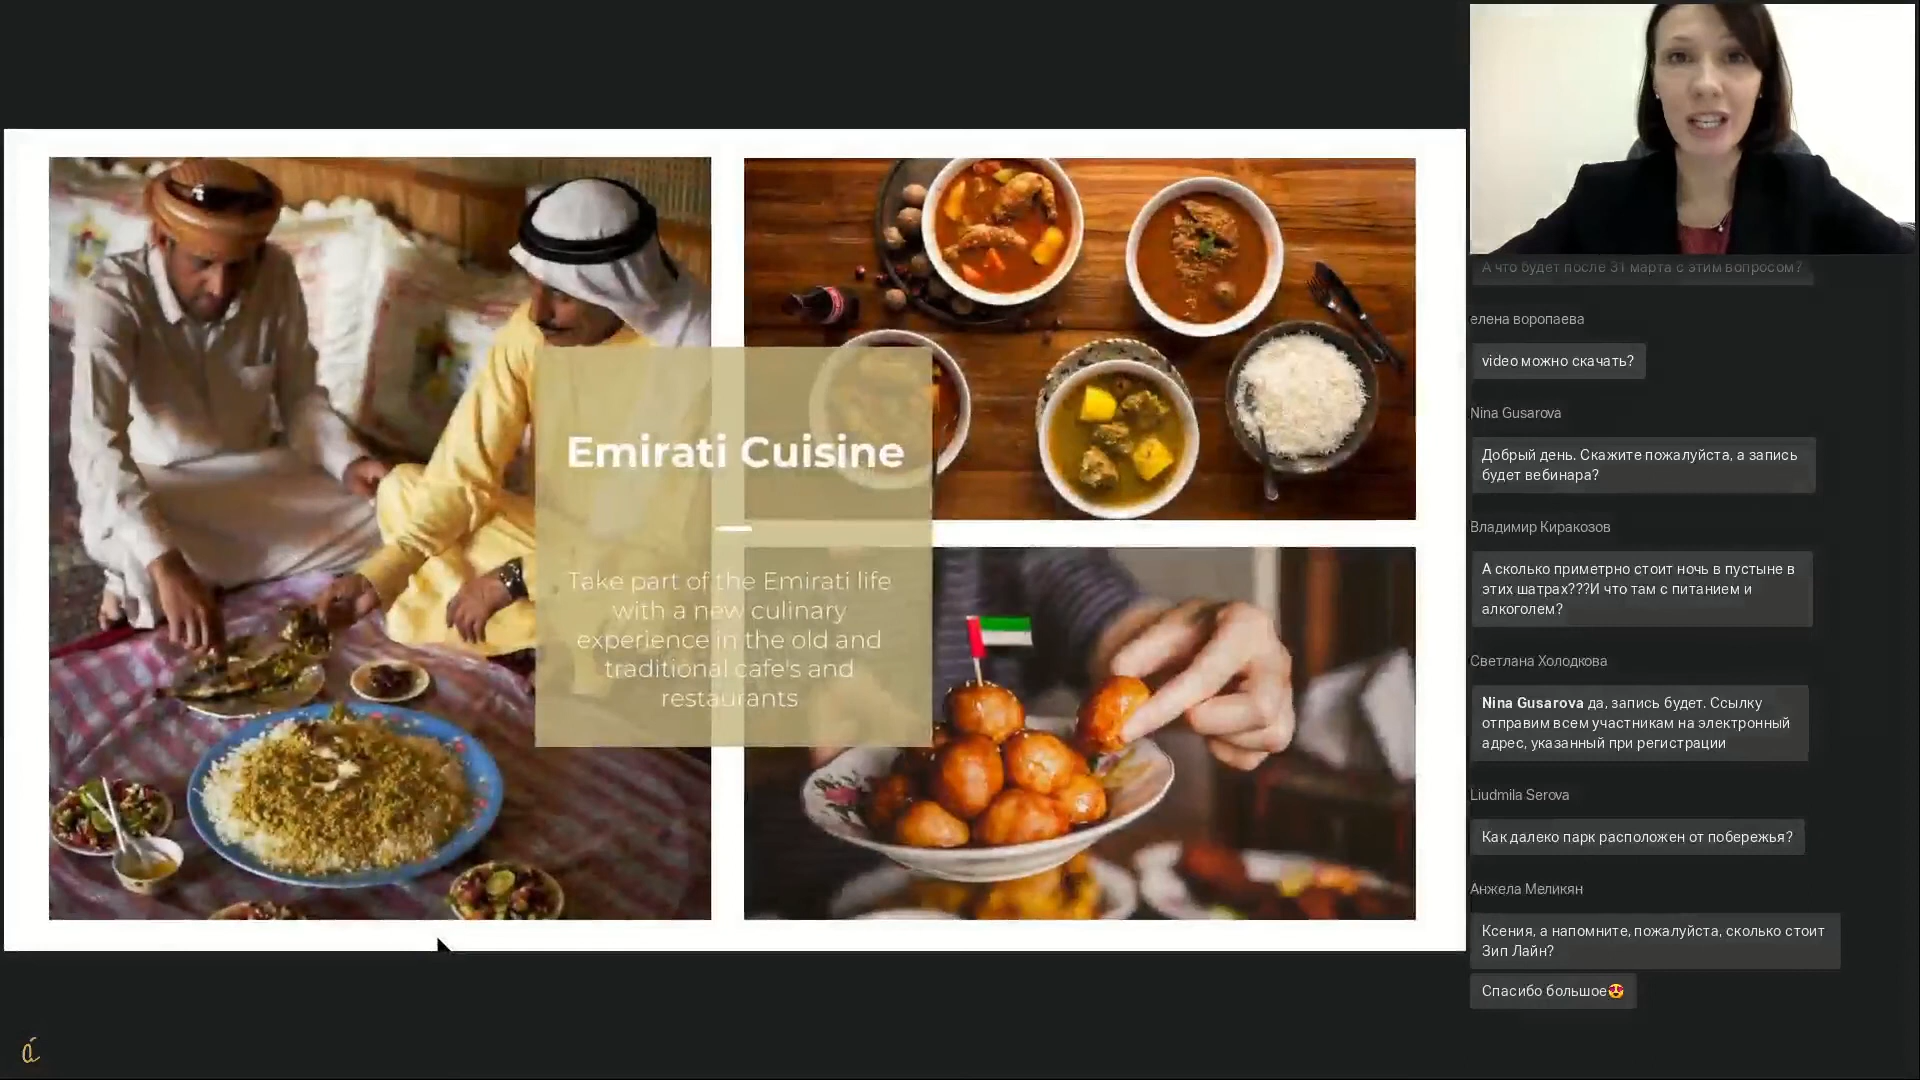 Emirati Cuisine
Take part of the Emirati life
with a new culinary
experience in the old and
traditional cafe's and
restaurants
А что будет после 31 марта с этим вопросом?
елена воропаева
video можно скачать?
Nina Gusarova
Добрый день. Скажите пожалуйста, а запись
будет вебинара?
Владимир Киракозов
А сколько приметрно стоит ночь в пустыне в
этих шатрах???И что там с питанием и
алкоголем?
Светлана Холодкова
Nina Gusarova да, запись будет. Ссылку
отправим всем участникам на электронный
адрес, указанный при регистрации
Liudmila Serova
Как далеко парк расположен от побережья?
Анжела Меликян
Ксения, а напомните, пожалуйста, сколько стоит
Зип Лайн?
Спасибо большое😍
á